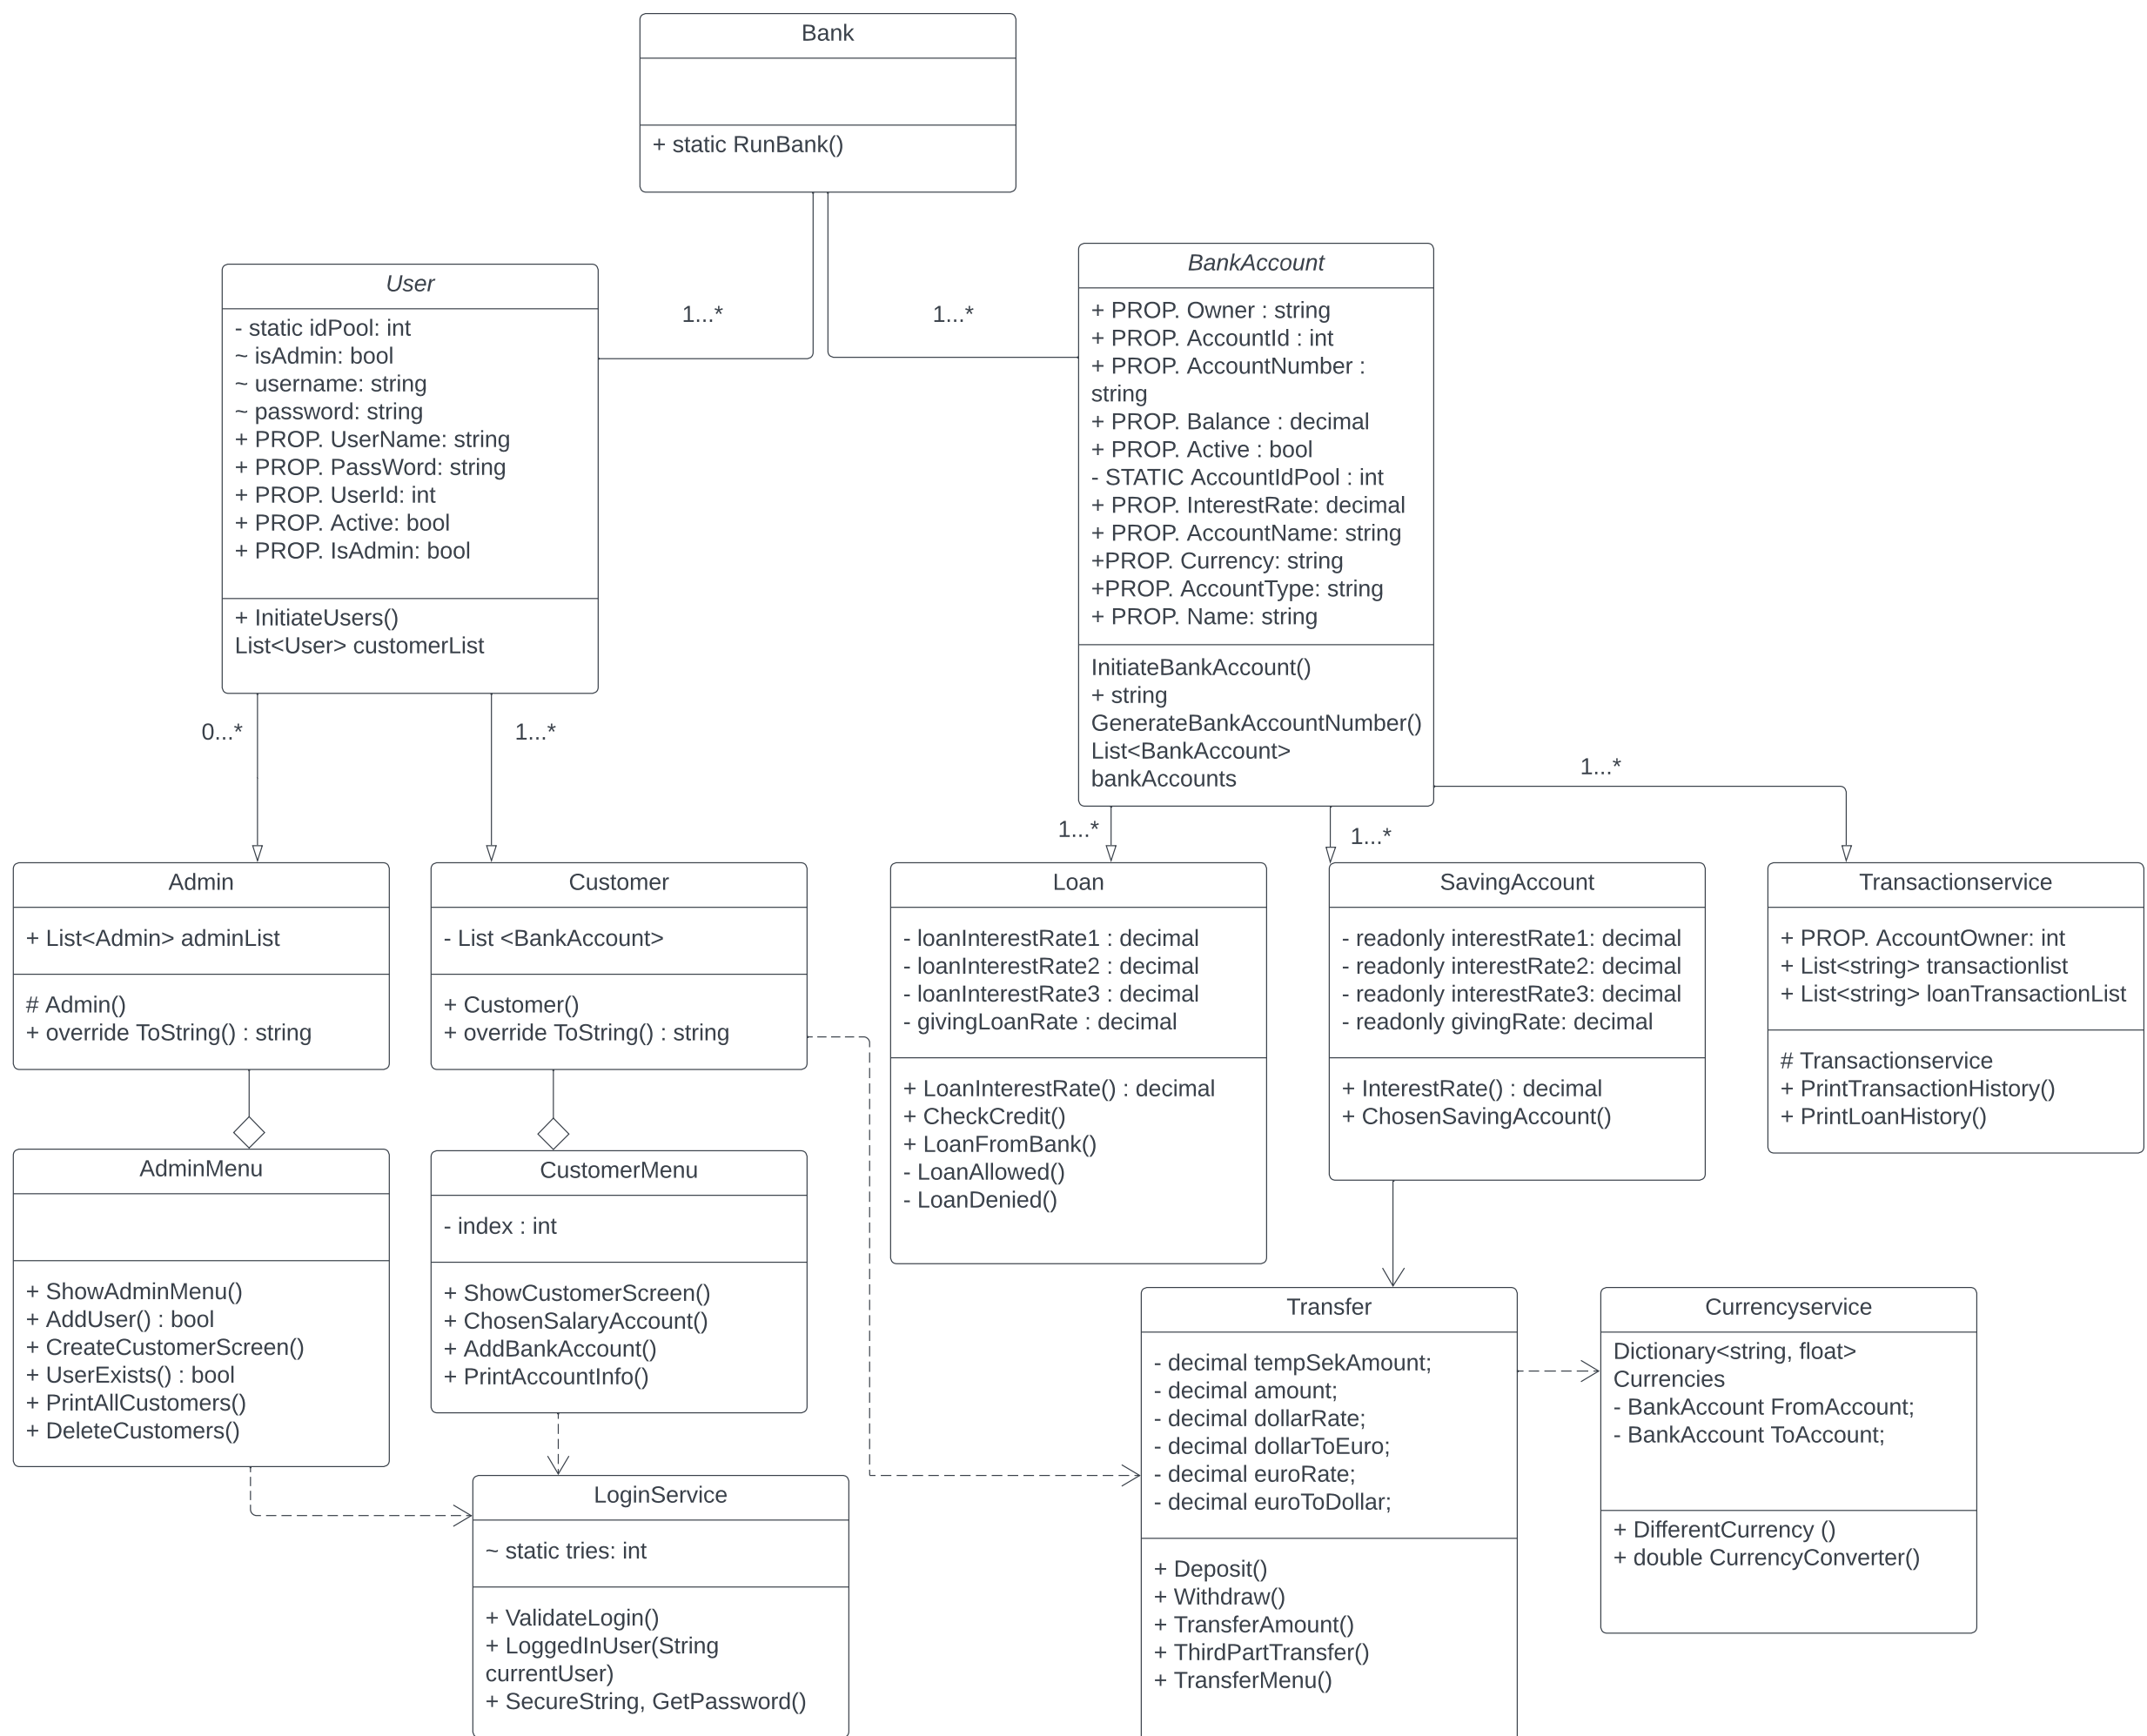 Bank
+ static RunBank()
User
- static idPool: int
~ isAdmin: bool
~ username: string
~ password: string
+ PROP. UserName: string
+ PROP. PassWord: string
+ PROP. UserId: int
+ PROP. Active: bool
+ PROP. IsAdmin: bool
+ InitiateUsers()
List<User> customerList
1...*
1...*
BankAccount
+ PROP. Owner : string
+ PROP. AccountId : int
+ PROP. AccountNumber :
string
+ PROP. Balance : decimal
+ PROP. Active : bool
- STATIC AccountIdPool : int
+ PROP. InterestRate: decimal
+ PROP. AccountName: string
+PROP. Currency: string
+PROP. AccountType: string
+ PROP. Name: string
InitiateBankAccount()
+ string
GenerateBankAccountNumber()
List<BankAccount>
bankAccounts
0...*
1...*
1...*
1...*
1...*
Admin
+ List<Admin> adminList
# Admin()
+ override ToString() : string
Customer
- List <BankAccount>
+ Customer()
+ override ToString() : string
Loan
- loanInterestRate1 : decimal
- loanInterestRate2 : decimal
- loanInterestRate3 : decimal
- givingLoanRate : decimal
+ LoanInterestRate() : decimal
+ CheckCredit()
+ LoanFromBank()
- LoanAllowed()
- LoanDenied()
SavingAccount
- readonly interestRate1: decimal
- readonly interestRate2: decimal
- readonly interestRate3: decimal
- readonly givingRate: decimal
+ InterestRate() : decimal
+ ChosenSavingAccount()
Transactionservice
+ PROP. AccountOwner: int
+ List<string> transactionlist
+ List<string> loanTransactionList
# Transactionservice
+ PrintTransactionHistory()
+ PrintLoanHistory()
AdminMenu
+ ShowAdminMenu()
+ AddUser() : bool
+ CreateCustomerScreen()
+ UserExists() : bool
+ PrintAllCustomers()
+ DeleteCustomers()
CustomerMenu
- index : int
+ ShowCustomerScreen()
+ ChosenSalaryAccount()
+ AddBankAccount()
+ PrintAccountInfo()
Transfer
- decimal tempSekAmount;
- decimal amount;
- decimal dollarRate;
- decimal dollarToEuro;
- decimal euroRate;
- decimal euroToDollar;
+ Deposit()
+ Withdraw()
+ TransferAmount()
+ ThirdPartTransfer()
+ TransferMenu()
Currencyservice
Dictionary<string, float>
Currencies
- BankAccount FromAccount;
- BankAccount ToAccount;
+ DifferentCurrency ()
+ double CurrencyConverter()
LoginService
~ static tries: int
+ ValidateLogin()
+ LoggedInUser(String
currentUser)
+ SecureString, GetPassword()